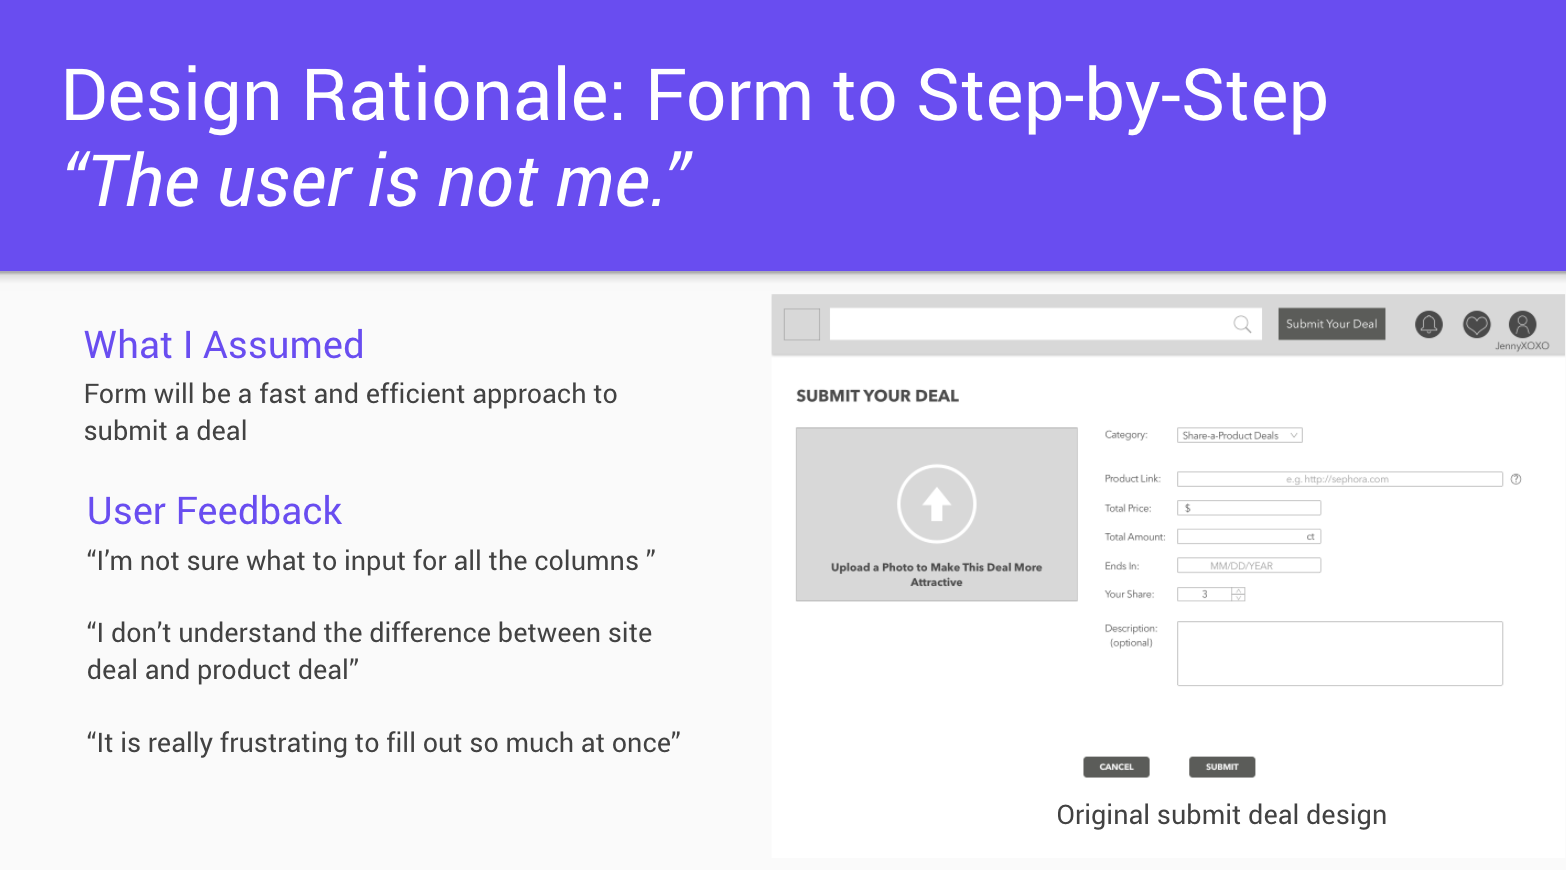 Design Rationale: Form to Step-by-Step
“The user is not me.”
What I Assumed
Form will be a fast and efficient approach to
submit a deal
User Feedback
“I’m not sure what to input for all the columns ”
“I don’t understand the difference between site
deal and product deal”
“It is really frustrating to fill out so much at once”
Submit Your Deal
JennyXOXO
SUBMIT YOUR DEAL
Upload a Photo to Make This Deal More
Attractive
Category: Share-a-Product Deals
Product Link: e.g. http://sephora.com ?
Total Price: $
Total Amount: ct
Ends In: MM/DD/YEAR
Your Share: 3
Description:
(optional)
CANCEL SUBMIT
Original submit deal design